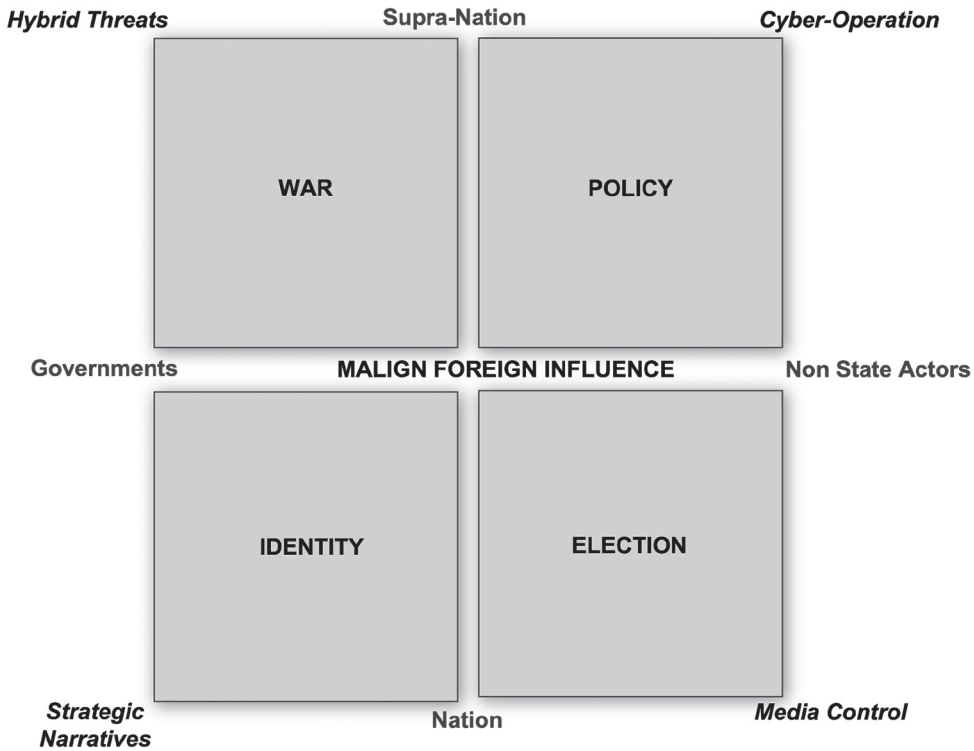 Hybrid Threats
Supra-Nation
Cyber-Operation
WAR
POLICY
Governments
MALIGN FOREIGN INFLUENCE
Non State Actors
IDENTITY
ELECTION
Strategic
Narratives
Nation
Media Control